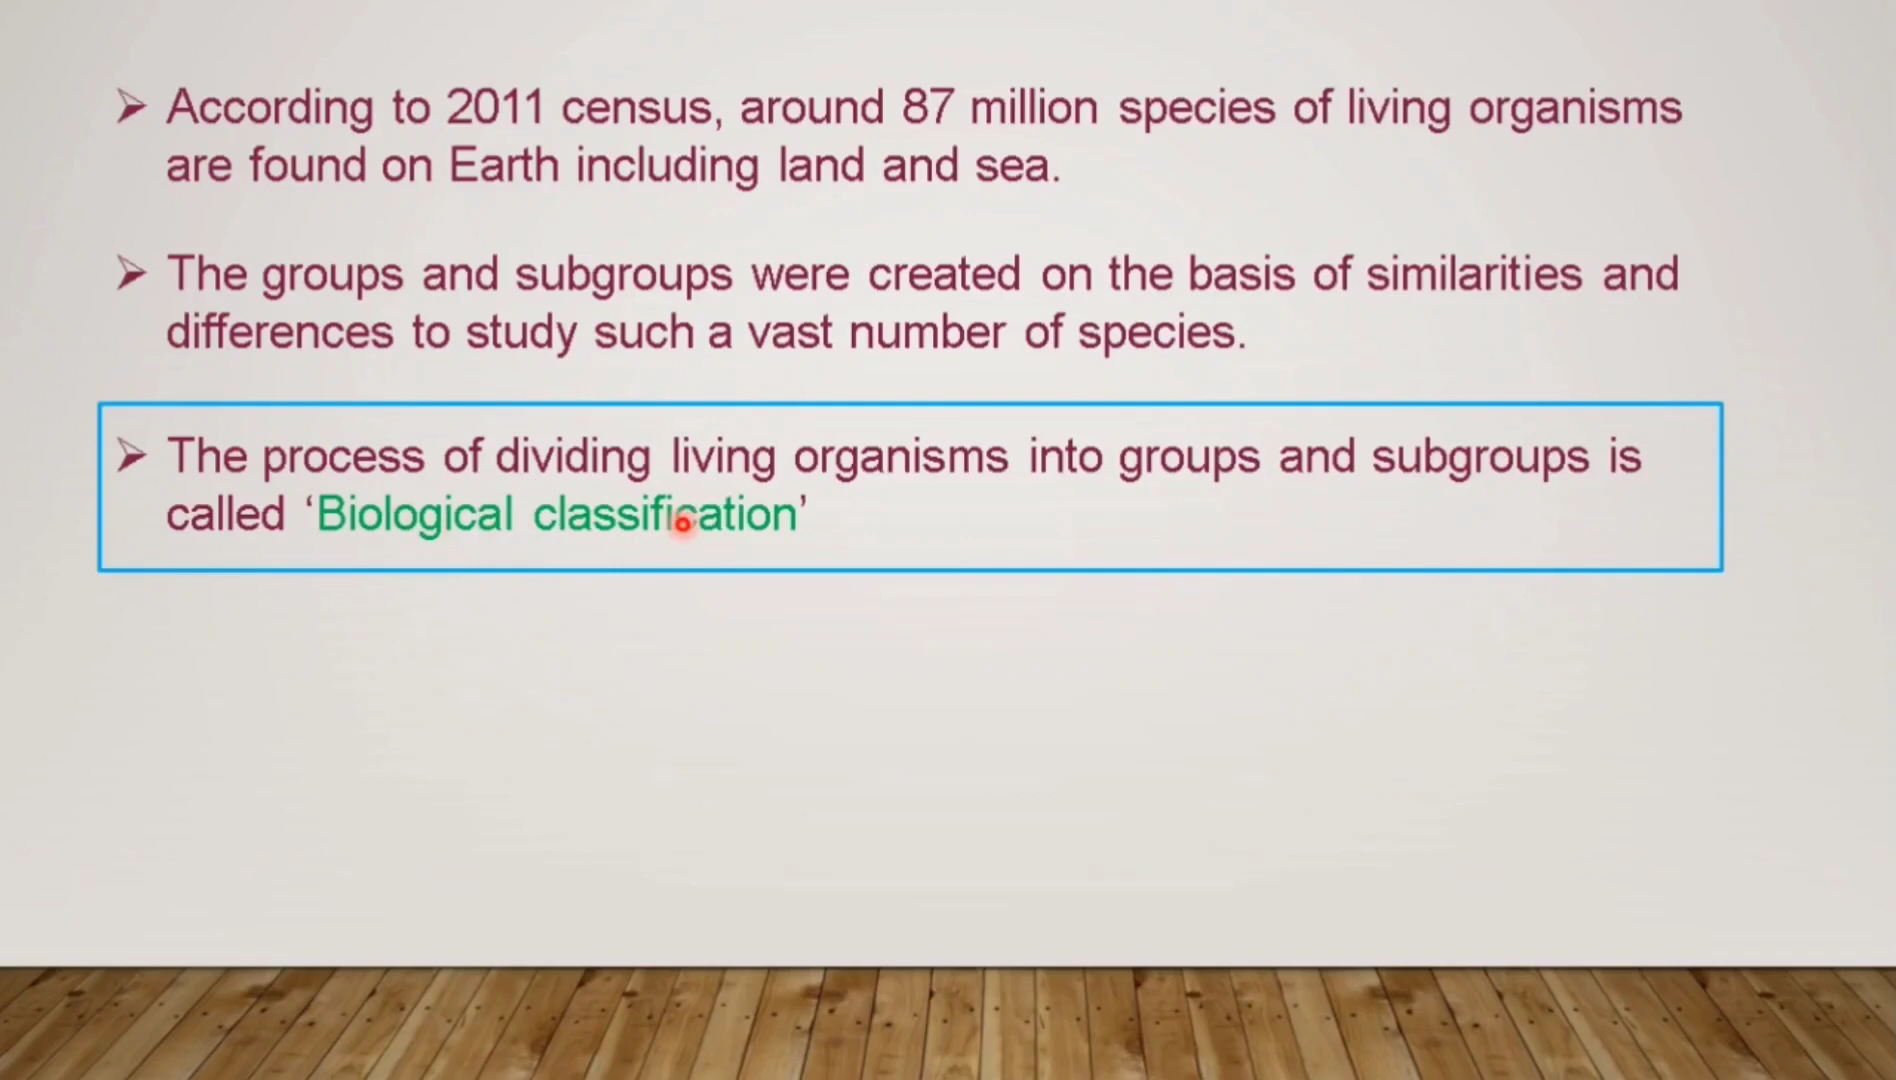 ➢ According to 2011 census, around 87 million species of living organisms
are found on Earth including land and sea.
➢ The groups and subgroups were created on the basis of similarities and
differences to study such a vast number of species.
➢ The process of dividing living organisms into groups and subgroups is
called ‘Biological classification’